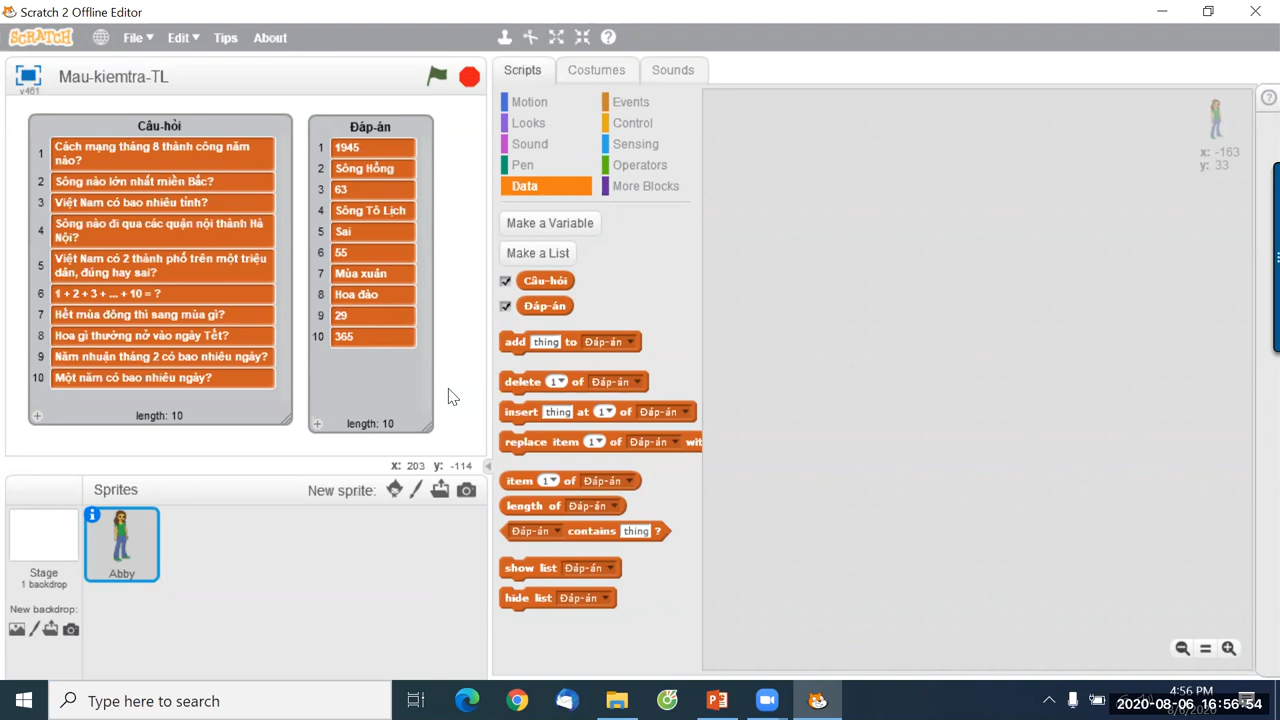 Scratch 2 Offline Editor
SCRATCH File Edit Tips About
v461
Mau-kiemtra-TL
Câu-hỏi
1 Cách mạng tháng 8 thành công năm
nào?
2 Sông nào lớn nhất miền Bắc?
3 Việt Nam có bao nhiêu tỉnh?
4 Sông nào đi qua các quận nội thành Hà
Nội?
5 Việt Nam có 2 thành phố trên một triệu
dân, đúng hay sai?
6 1 + 2 + 3 + ... + 10 = ?
7 Hết mùa đông thì sang mùa gì?
8 Hoa gì thường nở vào ngày Tết?
9 Năm nhuận tháng 2 có bao nhiêu ngày?
10 Một năm có bao nhiêu ngày?
length: 10
Đáp-án
1 1945
2 Sông Hồng
3 63
4 Sông Tô Lịch
5 Sai
6 55
7 Mùa xuân
8 Hoa đào
9 29
10 365
length: 10
x: 203 y: -114
Sprites
New sprite:
Stage
1 backdrop
New backdrop:
Abby
Scripts Costumes Sounds
Motion Events
Looks Control
Sound Sensing
Pen Operators
Data More Blocks
Make a Variable
Make a List
Câu-hỏi
Đáp-án
add thing to Đáp-án
delete 1 of Đáp-án
insert thing at 1 of Đáp-án
replace item 1 of Đáp-án wit
item 1 of Đáp-án
length of Đáp-án
Đáp-án contains thing ?
show list Đáp-án
hide list Đáp-án
x: -163
y: 33
Type here to search
4:56 PM
2020-08-06 16:56:54